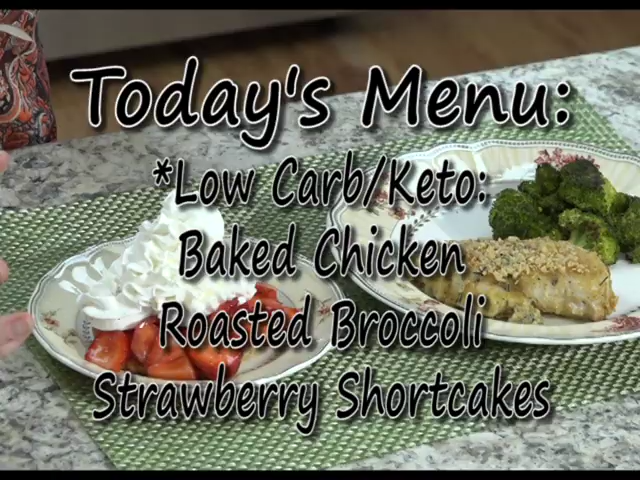 Today's Menu:
*Low Carb/Keto:
Baked Chicken
Roasted Broccoli
Strawberry Shortcakes